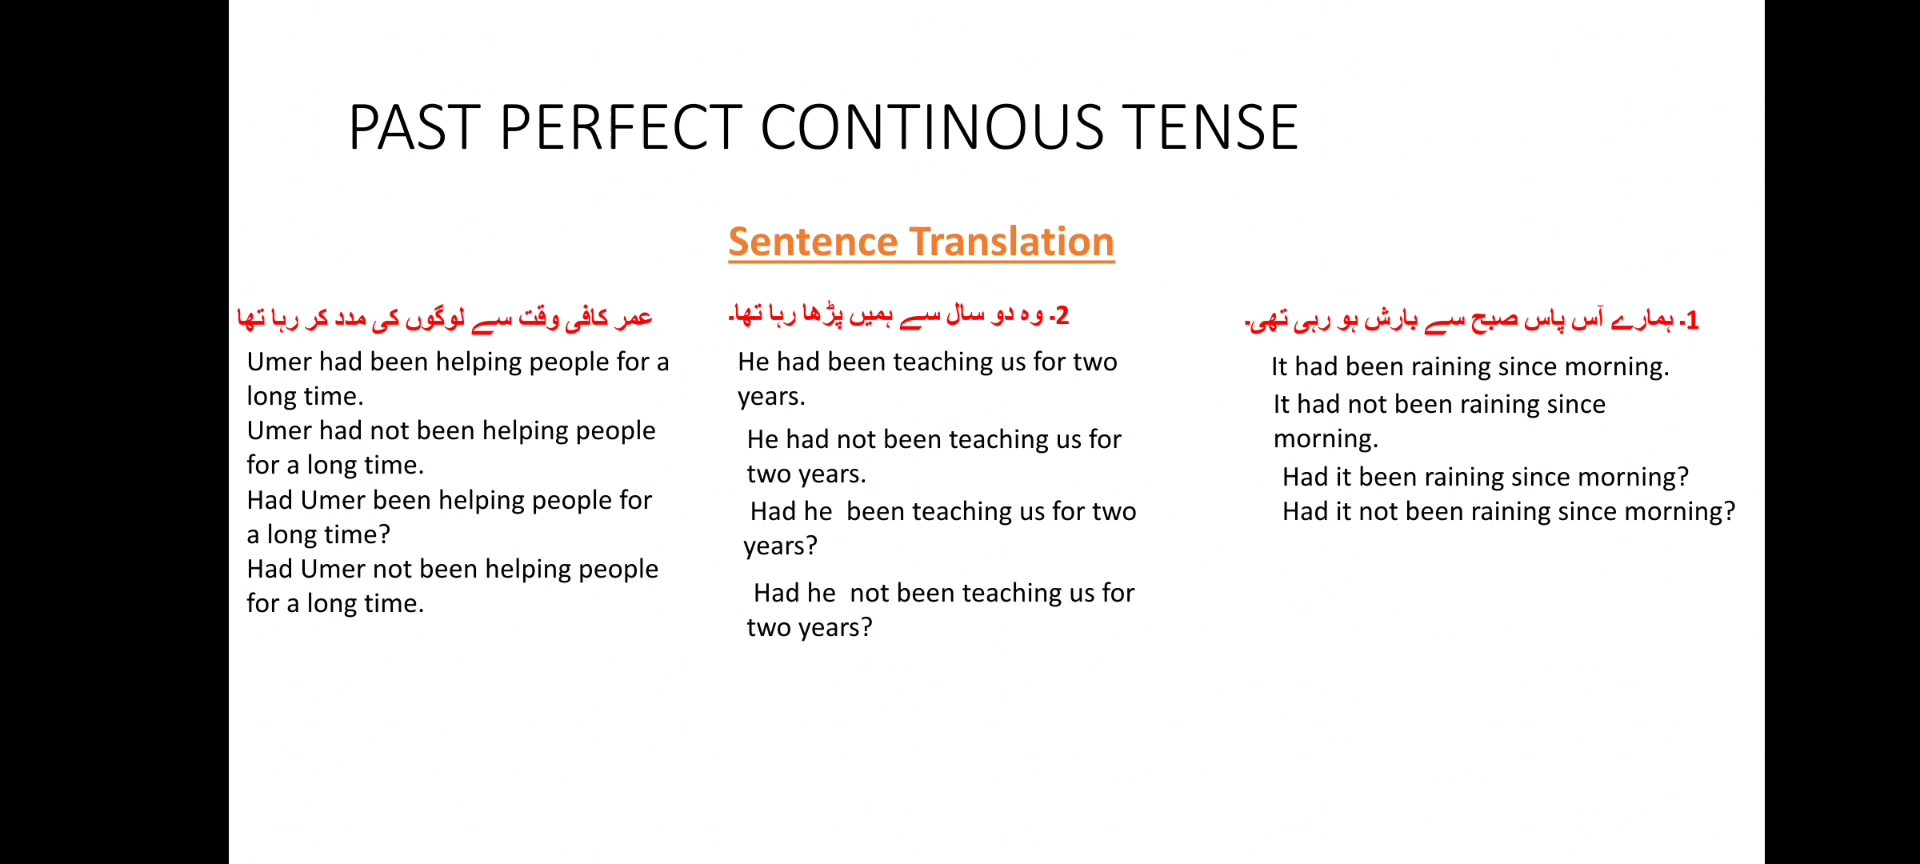 PAST PERFECT CONTINOUS TENSE
Sentence Translation
عمر کافی وقت سے لوگوں کی مدد کر رہا تھا
Umer had been helping people for a
long time.
Umer had not been helping people
for a long time.
Had Umer been helping people for
a long time?
Had Umer not been helping people
for a long time.
2۔ وہ دو سال سے ہمیں پڑھا رہا تھا۔
He had been teaching us for two
years.
He had not been teaching us for
two years.
Had he  been teaching us for two
years?
Had he  not been teaching us for
two years?
1۔ ہمارے آس پاس صبح سے بارش ہو رہی تھی۔
It had been raining since morning.
It had not been raining since
morning.
Had it been raining since morning?
Had it not been raining since morning?